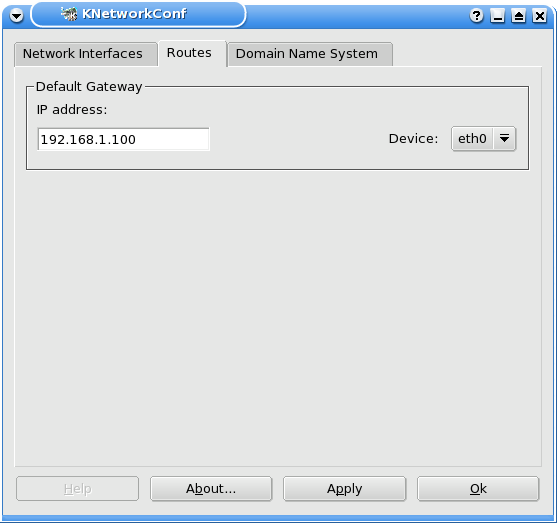 KNetworkConf
Network Interfaces Routes Domain Name System
Default Gateway
IP address:
192.168.1.100 Device: eth0
Help About... Apply Ok